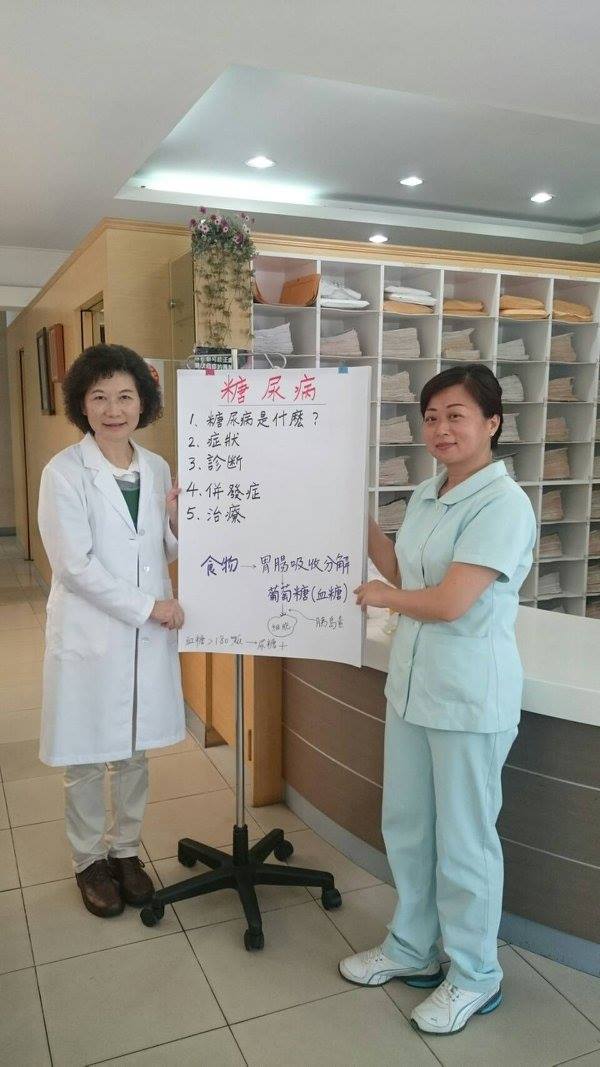 糖尿病
1. 糖尿病是什麽?
2. 症狀
3. 診斷
4. 併發症
5. 治療
食物→胃腸吸收分解
↓
葡萄糖(血糖)
細胞 ← 胰島素
血糖>180 → 尿糖+